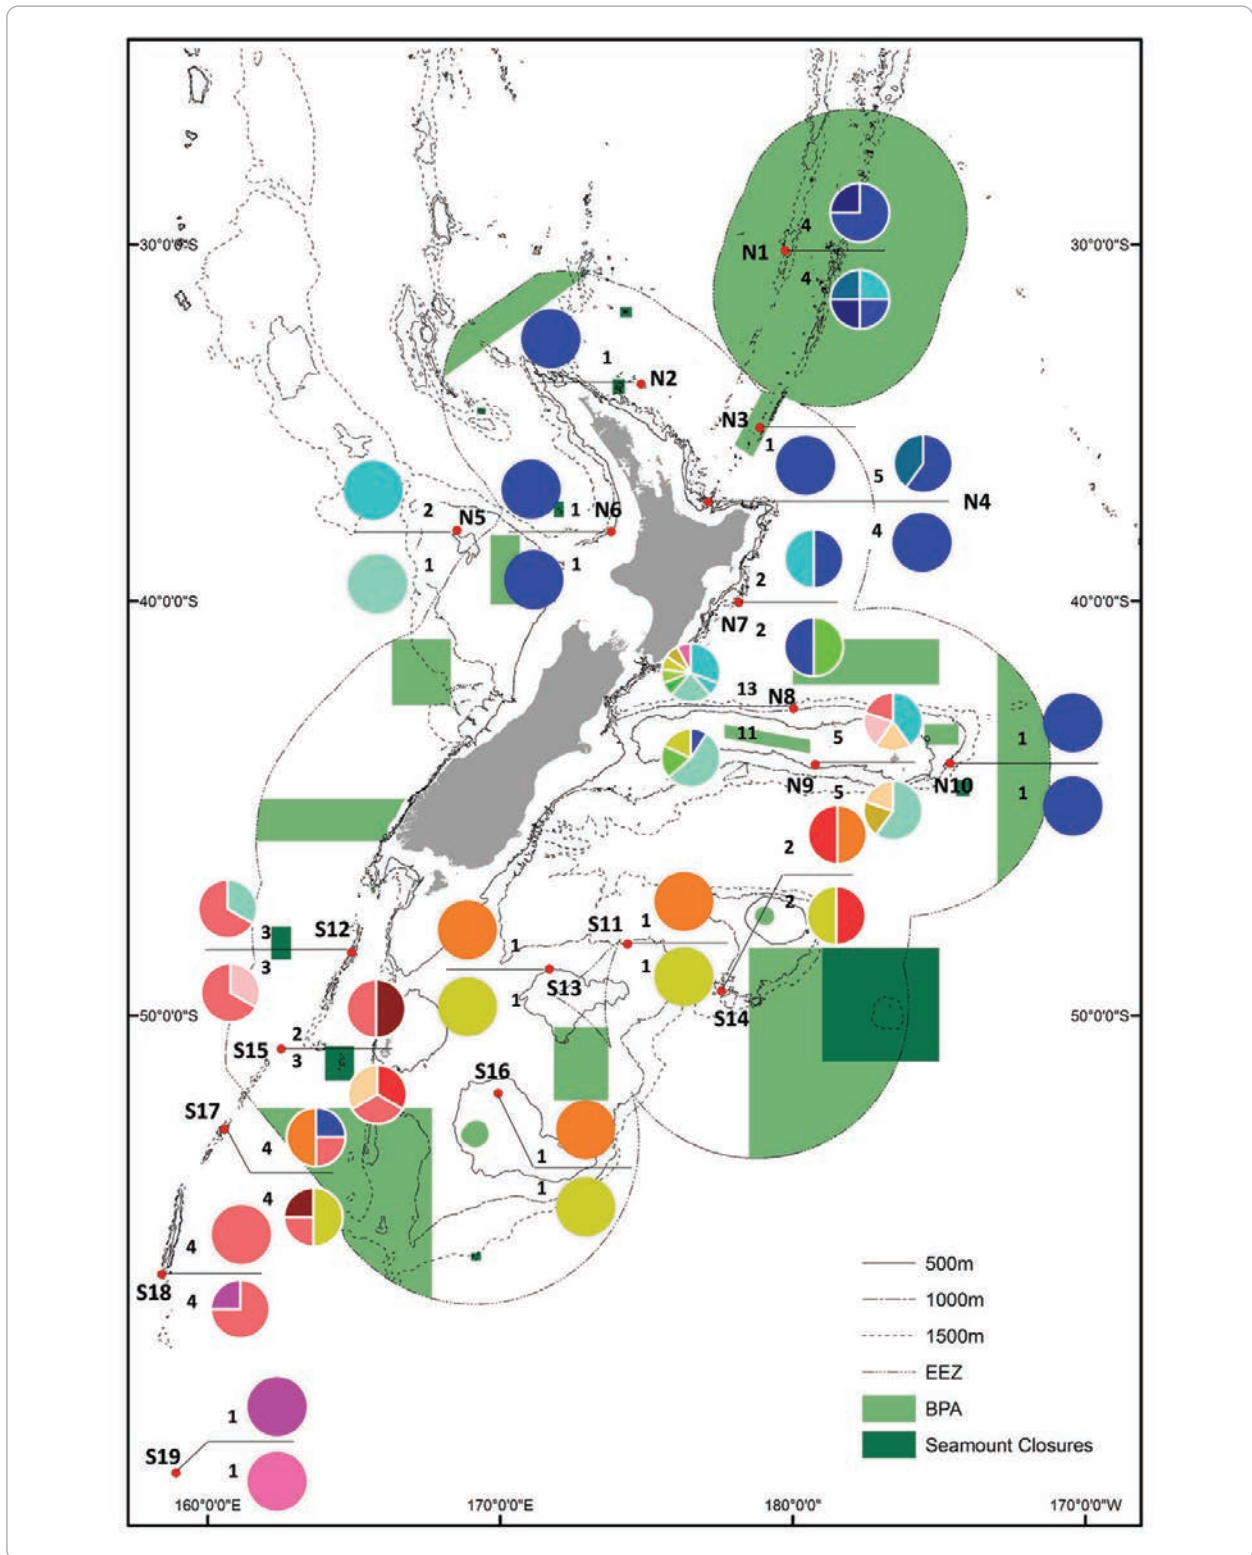 4
N1
30°0'0"S
30°0'0"S
4
1
N2
N3
1
5
N4
2
N5
1
N6
4
1
1
2
40°0'0"S
40°0'0"S
N7
2
13
N8
11
5
1
N9
5
N10
1
2
2
3
S12
S11
1
1
3
1
S13
1
S14
50°0'0"S
50°0'0"S
2
S15
3
S16
S17
4
1
1
4
4
S18
4
500m
1000m
1500m
EEZ
BPA
Seamount Closures
1
S19
1
160°0'0"E
170°0'0"E
180°0'0"
170°0'0"W